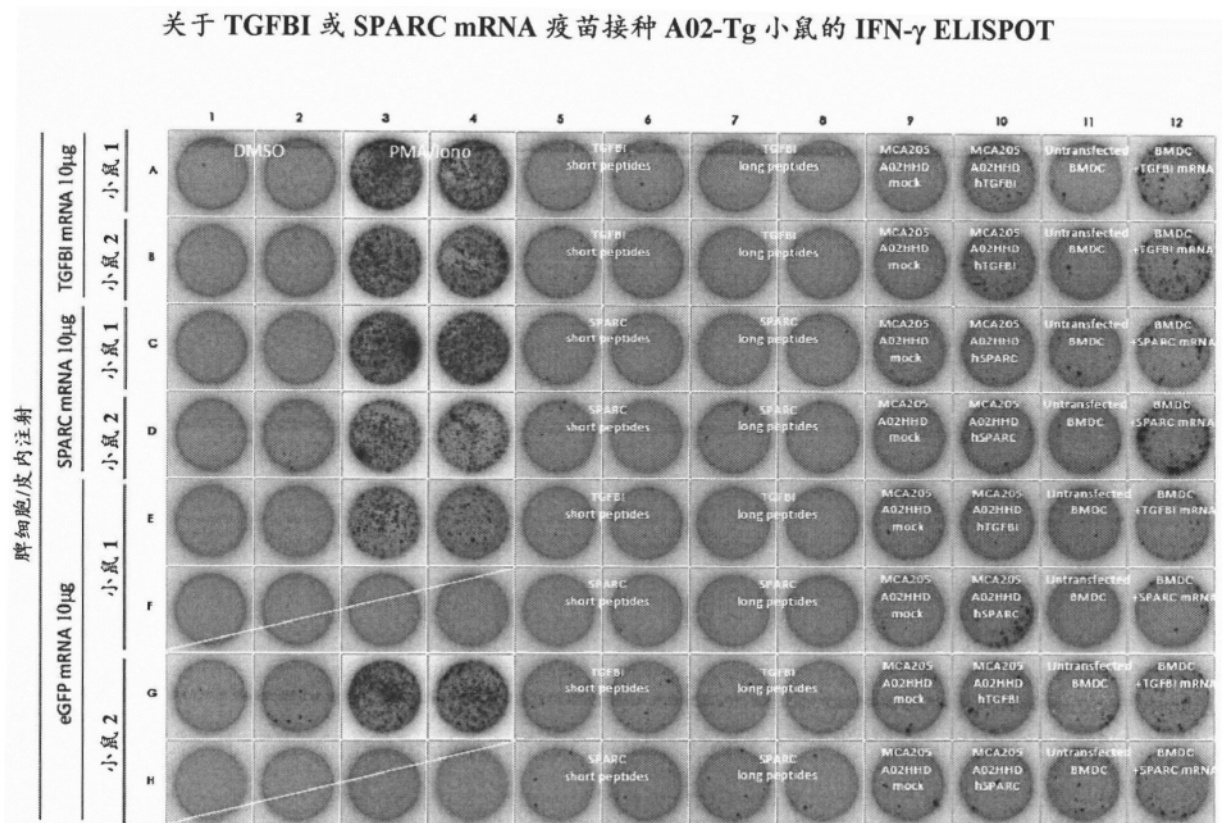 关于 TGFBI 或 SPARC mRNA 疫苗接种 A02-Tg 小鼠的 IFN-γ ELISPOT
1 2 3 4 5 6 7 8 9 10 11 12
脾细胞/皮内注射
TGFBI mRNA 10µg
小鼠 1
A
DMSO
PMA/Iono
TGFBI
short peptides
TGFBI
long peptides
MCA205
A02HHD
mock
MCA205
A02HHD
hTGFBI
Untransfected
BMDC
BMDC
+TGFBI mRNA
小鼠 2
B
TGFBI
short peptides
TGFBI
long peptides
MCA205
A02HHD
mock
MCA205
A02HHD
hTGFBI
Untransfected
BMDC
BMDC
+TGFBI mRNA
SPARC mRNA 10µg
小鼠 1
C
SPARC
short peptides
SPARC
long peptides
MCA205
A02HHD
mock
MCA205
A02HHD
hSPARC
Untransfected
BMDC
BMDC
+SPARC mRNA
小鼠 2
D
SPARC
short peptides
SPARC
long peptides
MCA205
A02HHD
mock
MCA205
A02HHD
hSPARC
Untransfected
BMDC
BMDC
+SPARC mRNA
eGFP mRNA 10µg
小鼠 1
E
TGFBI
short peptides
TGFBI
long peptides
MCA205
A02HHD
mock
MCA205
A02HHD
hTGFBI
Untransfected
BMDC
BMDC
+TGFBI mRNA
F
SPARC
short peptides
SPARC
long peptides
MCA205
A02HHD
mock
MCA205
A02HHD
hSPARC
Untransfected
BMDC
BMDC
+SPARC mRNA
小鼠 2
G
TGFBI
short peptides
TGFBI
long peptides
MCA205
A02HHD
mock
MCA205
A02HHD
hTGFBI
Untransfected
BMDC
BMDC
+TGFBI mRNA
H
SPARC
short peptides
SPARC
long peptides
MCA205
A02HHD
mock
MCA205
A02HHD
hSPARC
Untransfected
BMDC
BMDC
+SPARC mRNA